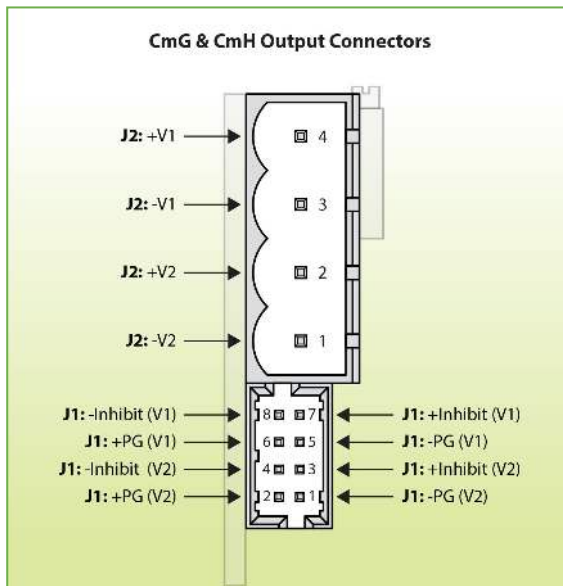 CmG & CmH Output Connectors
J2: +V1 4
J2: -V1 3
J2: +V2 2
J2: -V2 1
J1: -Inhibit (V1) 8 7 J1: +Inhibit (V1)
J1: +PG (V1) 6 5 J1: -PG (V1)
J1: -Inhibit (V2) 4 3 J1: +Inhibit (V2)
J1: +PG (V2) 2 1 J1: -PG (V2)